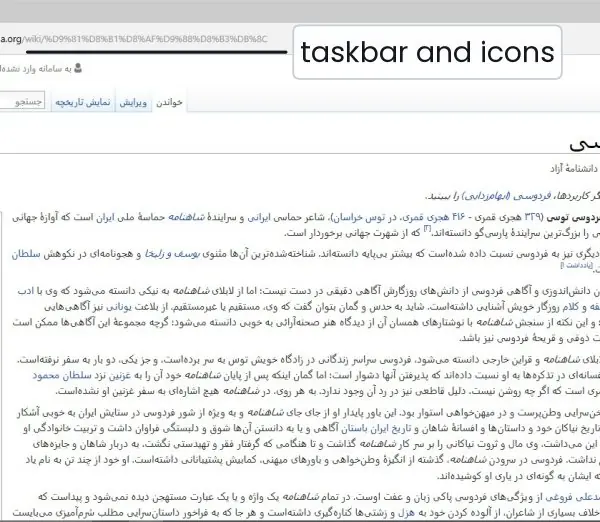 a.org/wiki/%D9%81%D8%B1%D8%AF%D9%88%D8%B3%DB%8C
taskbar and icons
به سامانه وارد نشده‌ا
خواندن ویرایش نمایش تاریخچه جستجو
سی
دانشنامهٔ آزاد
گر کاربردها، فردوسی (ابهام‌زدایی) را ببینید.
فردوسی توسی (۳۲۹ هجری قمری - ۴۱۶ هجری قمری، در توس خراسان)، شاعر حماسی ایرانی و سرایندهٔ شاهنامه حماسهٔ ملی ایران است که آوازهٔ جهانی
ی را بزرگ‌ترین سرایندهٔ پارسی‌گو دانسته‌اند.[۲] که از شهرت جهانی برخوردار است.
دیگری نیز به فردوسی نسبت داده شده‌است که بیشتر بی‌پایه دانسته‌اند. شناخته‌شده‌ترین آن‌ها مثنوی یوسف و زلیخا و هجونامه‌ای در نکوهش سلطان
[یادداشت ۱]
ن دانش‌اندوزی و آگاهی فردوسی از دانش‌های روزگارش آگاهی دقیقی در دست نیست؛ اما از لابلای شاهنامه به نیکی دانسته می‌شود که وی با ادب
فه و کلام روزگار خویش آشنایی داشته‌است. شاید به حدس و گمان بتوان گفت که وی، مستقیم یا غیرمستقیم، از بلاغت یونانی نیز آگاهی‌هایی
؛ و این نکته از سنجش شاهنامه با نوشتارهای همسان آن از دیدگاه هنر صحنه‌آرائی به خوبی دانسته می‌شود؛ گرچه مجموعهٔ این آگاهی‌ها ممکن است
ت ذوقی و قریحهٔ فردوسی نیز باشد.
لابلای شاهنامه و قراین خارجی دانسته می‌شود، فردوسی سراسر زندگانی در زادگاه خویش توس به سر برده‌است، و جز یکی، دو بار به سفر نرفته‌است.
فسانه‌ای در تذکره‌ها به او نسبت داده‌اند که پذیرفتن آنها دشوار است؛ اما گمان اینکه پس از پایان شاهنامه خود آن را به غزنین نزد سلطان محمود
سری است که اگر چه روشن نیست، دلیل قاطعی نیز در رد آن وجود ندارد. به هر روی، در شاهنامه هیچ اشاره‌ای به سفر غزنین او نشده‌است.
خن‌سرایی وطن‌پرست و در میهن‌خواهی استوار بود. این باور پایدار او از جای جای شاهنامه و به ویژه از شور فردوسی در ستایش ایران به خوبی آشکار
تاریخ نیاکان خود و داستان‌ها و افسانهٔ شاهان و تاریخ ایران باستان آگاهی و یا به دانستن آن‌ها شوق و دلبستگی فراوان داشت و تربیت خانوادگی او
این می‌داشت. وی مال و ثروت نیاکانی را بر سر کار شاهنامه گذاشت و تا هنگامی که گرفتار فقر و تهیدستی نگشت، به دربار شاهان و جایزه‌های
م نداشت. فردوسی در سرودن شاهنامه، گذشته از انگیزهٔ وطن‌خواهی و باورهای میهنی، کمابیش پشتیبانانی داشته‌است. او خود از چند تن به نام یاد
که ایشان به گونه‌ای در یاری او کوشیده‌اند.
مدعلی فروغی از ویژگی‌های فردوسی پاکی زبان و عفت اوست. در تمام شاهنامه یک واژه و یا یک عبارت مستهجن دیده نمی‌شود و پیداست که
خلاف بسیاری از شاعران، از آلوده کردن خود به هزل و زشتی‌ها کناره‌گیری داشته‌است و هر جا که به فراخور داستان‌سرایی مطلب شرم‌آمیزی می‌بایست